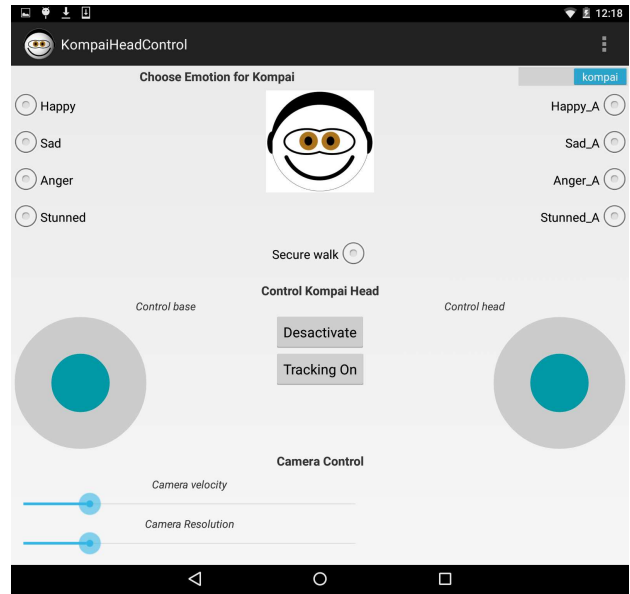 12:18
KompaiHeadControl
Choose Emotion for Kompai
kompai
Happy
Happy_A
Sad
Sad_A
Anger
Anger_A
Stunned
Stunned_A
Secure walk
Control Kompai Head
Control base
Control head
Desactivate
Tracking On
Camera Control
Camera velocity
Camera Resolution